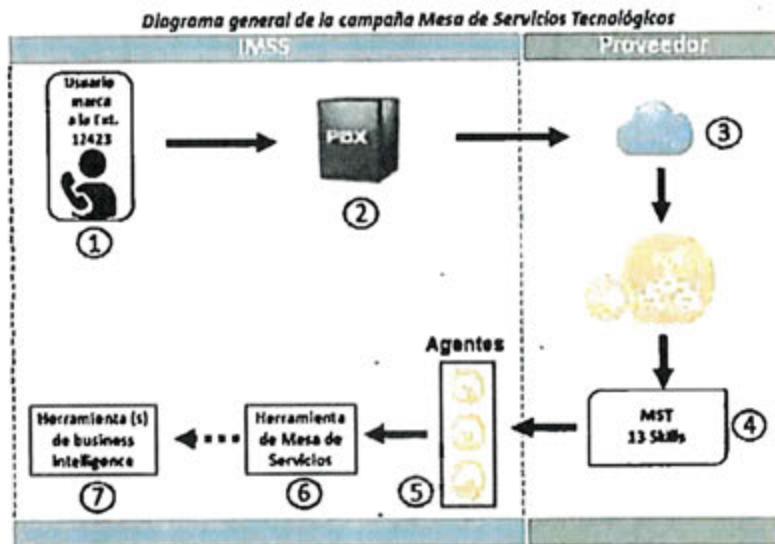 Diagrama general de la campaña Mesa de Servicios Tecnológicos
IMSS
Proveedor
Usuario
marca
a la Ext.
12423
1
PBX
2
3
MST
13 Skills
4
Agentes
5
Herramienta
de Mesa de
Servicios
6
Herramienta (s)
de business
intelligence
7